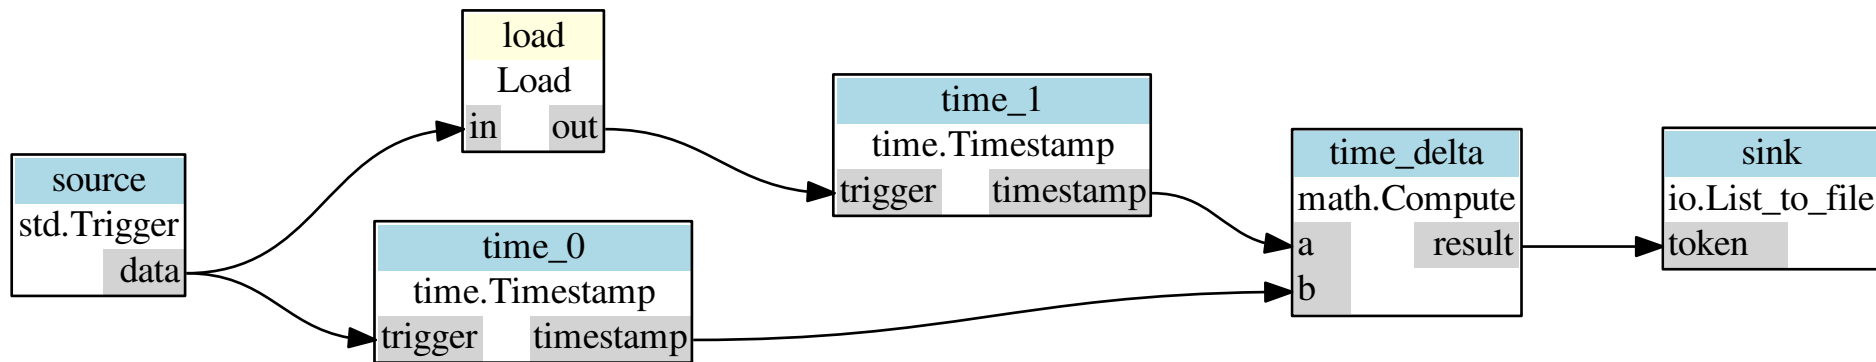 load
Load
in out
time_1
time.Timestamp
trigger timestamp
source
std.Trigger
data
time_0
time.Timestamp
trigger timestamp
time_delta
math.Compute
a result
b
sink
io.List_to_file
token